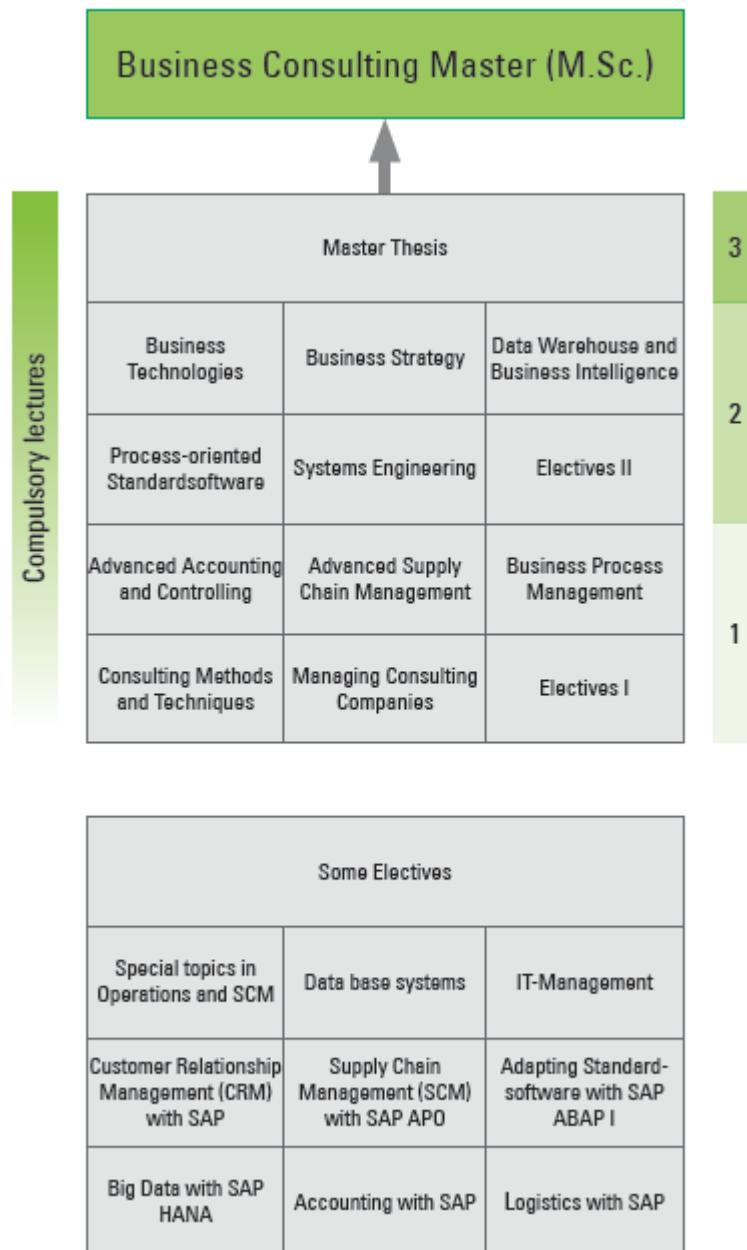 Business Consulting Master (M.Sc.)
Compulsory lectures
Master Thesis
3
Business
Technologies
Business Strategy
Data Warehouse and
Business Intelligence
2
Process-oriented
Standardsoftware
Systems Engineering
Electives II
Advanced Accounting
and Controlling
Advanced Supply
Chain Management
Business Process
Management
1
Consulting Methods
and Techniques
Managing Consulting
Companies
Electives I
Some Electives
Special topics in
Operations and SCM
Data base systems
IT-Management
Customer Relationship
Management (CRM)
with SAP
Supply Chain
Management (SCM)
with SAP APO
Adapting Standard-
software with SAP
ABAP I
Big Data with SAP
HANA
Accounting with SAP
Logistics with SAP